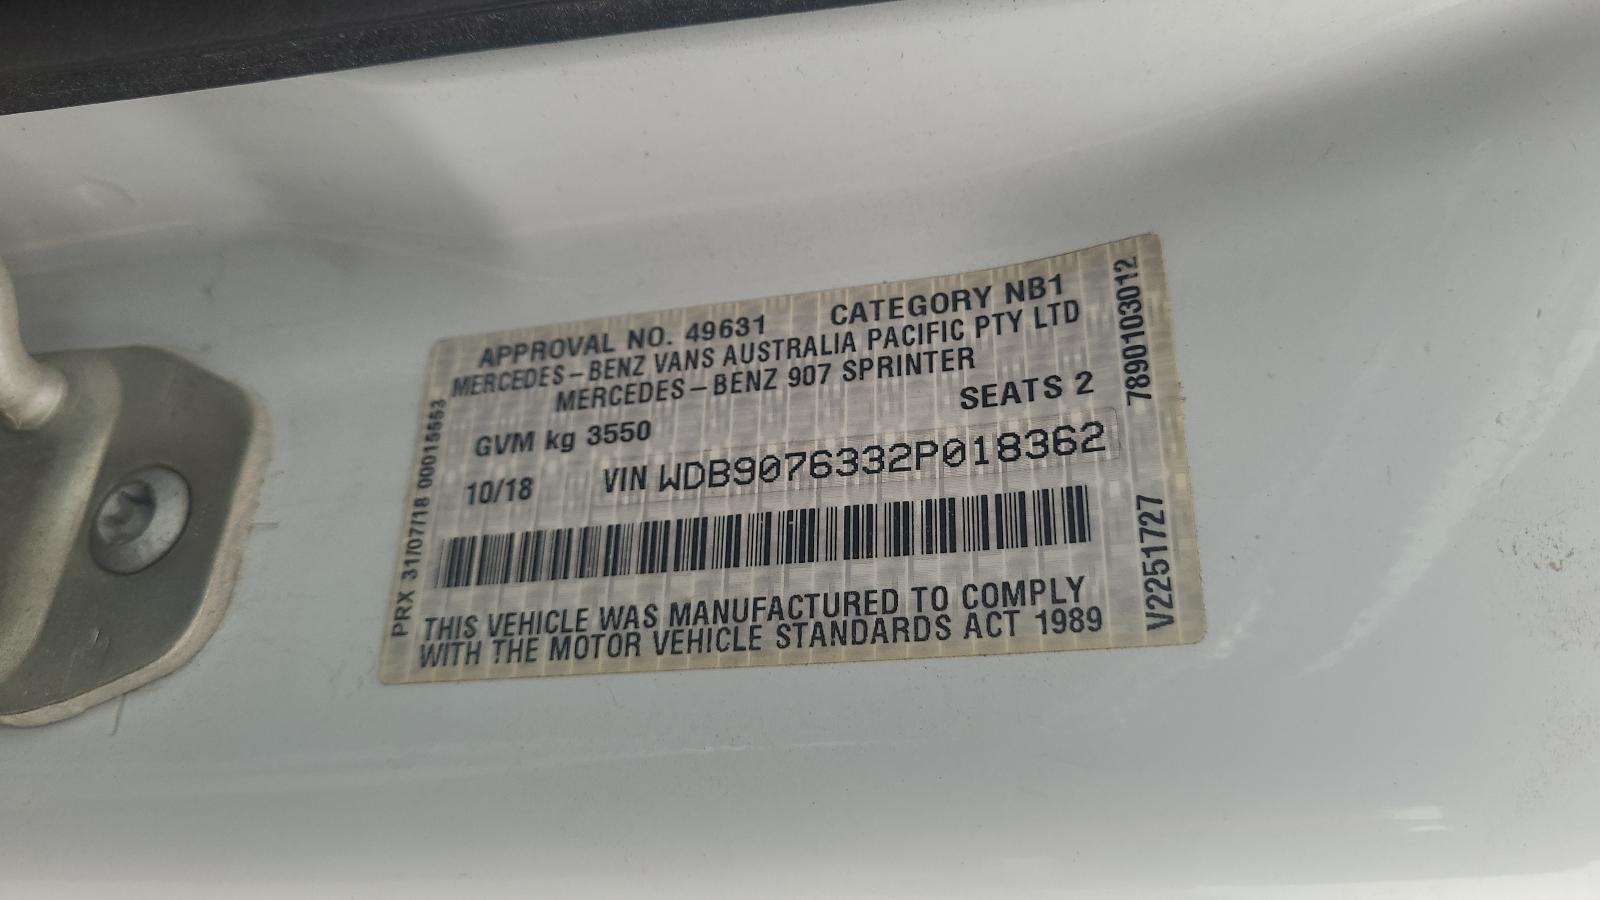 APPROVAL NO. 49631 CATEGORY NB1
MERCEDES-BENZ VANS AUSTRALIA PACIFIC PTY LTD
MERCEDES-BENZ 907 SPRINTER
SEATS 2
GVM kg 3550
10/18 VIN WDB9076332P018362
THIS VEHICLE WAS MANUFACTURED TO COMPLY
WITH THE MOTOR VEHICLE STANDARDS ACT 1989
PRX 31/07/18 00015553
7890103012
V2251727